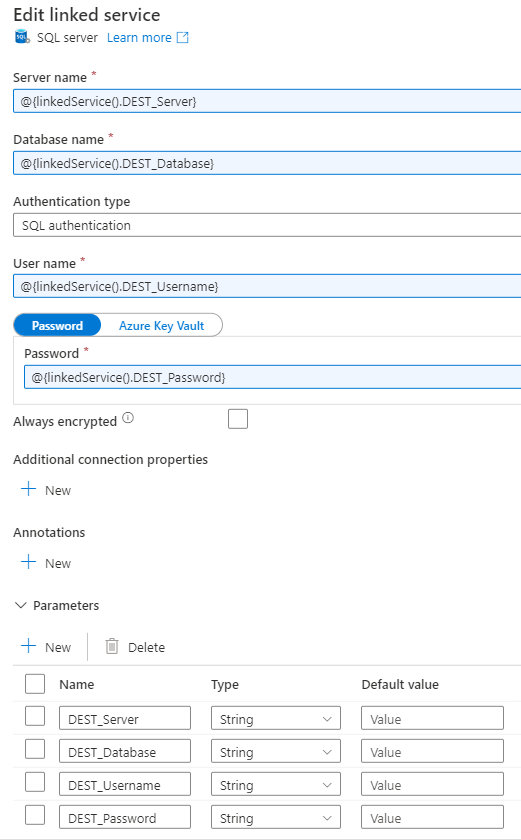 Edit linked service
SQL SQL server Learn more
Server name *
@{linkedService().DEST_Server}
Database name *
@{linkedService().DEST_Database}
Authentication type
SQL authentication
User name *
@{linkedService().DEST_Username}
Password Azure Key Vault
Password *
@{linkedService().DEST_Password}
Always encrypted
Additional connection properties
+ New
Annotations
+ New
Parameters
+ New Delete
Name Type Default value
DEST_Server String Value
DEST_Database String Value
DEST_Username String Value
DEST_Password String Value